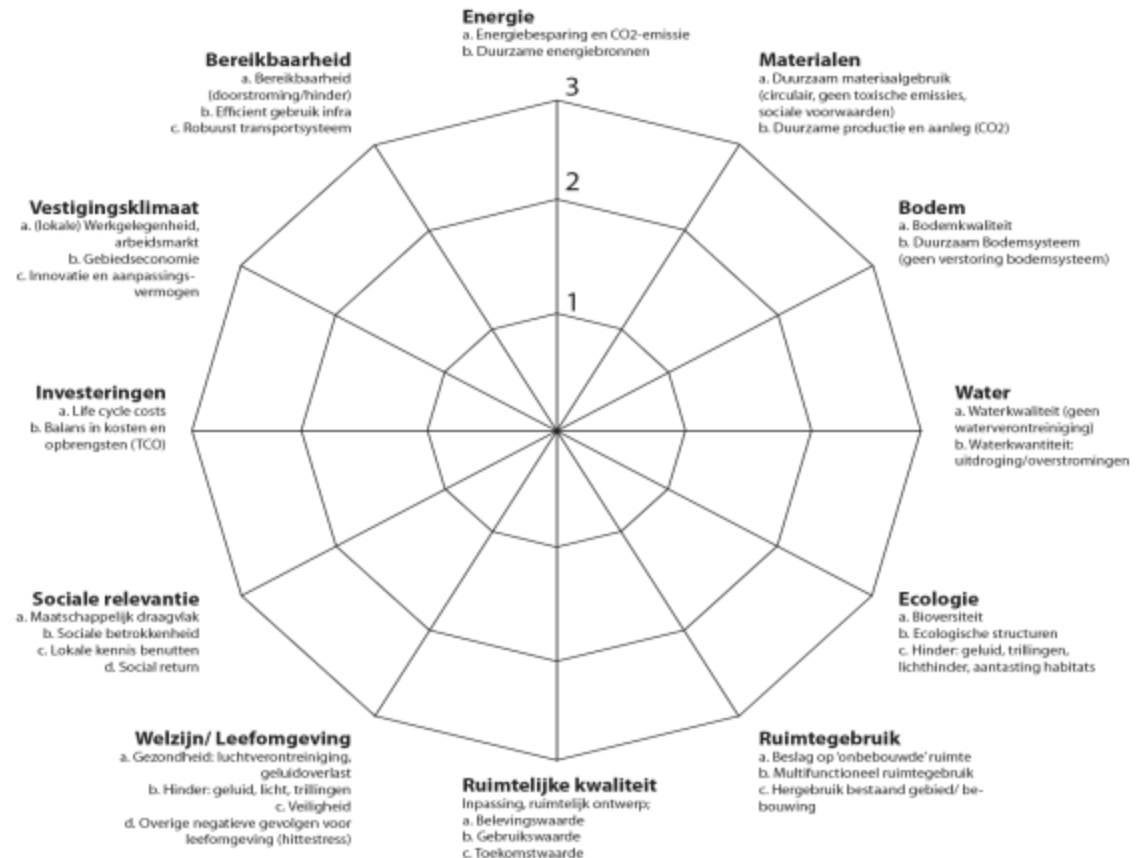 Energie
a. Energiebesparing en CO2-emissie
b. Duurzame energiebronnen
Materialen
a. Duurzaam materiaalgebruik
(circulair, geen toxische emissies,
sociale voorwaarden)
b. Duurzame productie en aanleg (CO2)
Bodem
a. Bodemkwaliteit
b. Duurzaam Bodemsysteem
(geen verstoring bodemsysteem)
Water
a. Waterkwaliteit (geen
waterverontreiniging)
b. Waterkwantiteit:
uitdroging/overstromingen
Ecologie
a. Bioversiteit
b. Ecologische structuren
c. Hinder: geluid, trillingen,
lichthinder, aantasting habitats
Ruimtegebruik
a. Beslag op 'onbebouwde' ruimte
b. Multifunctioneel ruimtegebruik
c. Hergebruik bestaand gebied/ be-
bouwing
Ruimtelijke kwaliteit
Inpassing, ruimtelijk ontwerp;
a. Belevingswaarde
b. Gebruikswaarde
c. Toekomstwaarde
Welzijn/ Leefomgeving
a. Gezondheid: luchtverontreiniging,
geluidoverlast
b. Hinder: geluid, licht, trillingen
c. Veiligheid
d. Overige negatieve gevolgen voor
leefomgeving (hittestress)
Sociale relevantie
a. Maatschappelijk draagvlak
b. Sociale betrokkenheid
c. Lokale kennis benutten
d. Social return
Investeringen
a. Life cycle costs
b. Balans in kosten en
opbrengsten (TCO)
Vestigingsklimaat
a. (lokale) Werkgelegenheid,
arbeidsmarkt
b. Gebiedseconomie
c. Innovatie en aanpassings-
vermogen
Bereikbaarheid
a. Bereikbaarheid
(doorstroming/hinder)
b. Efficient gebruik infra
c. Robuust transportsysteem
3
2
1